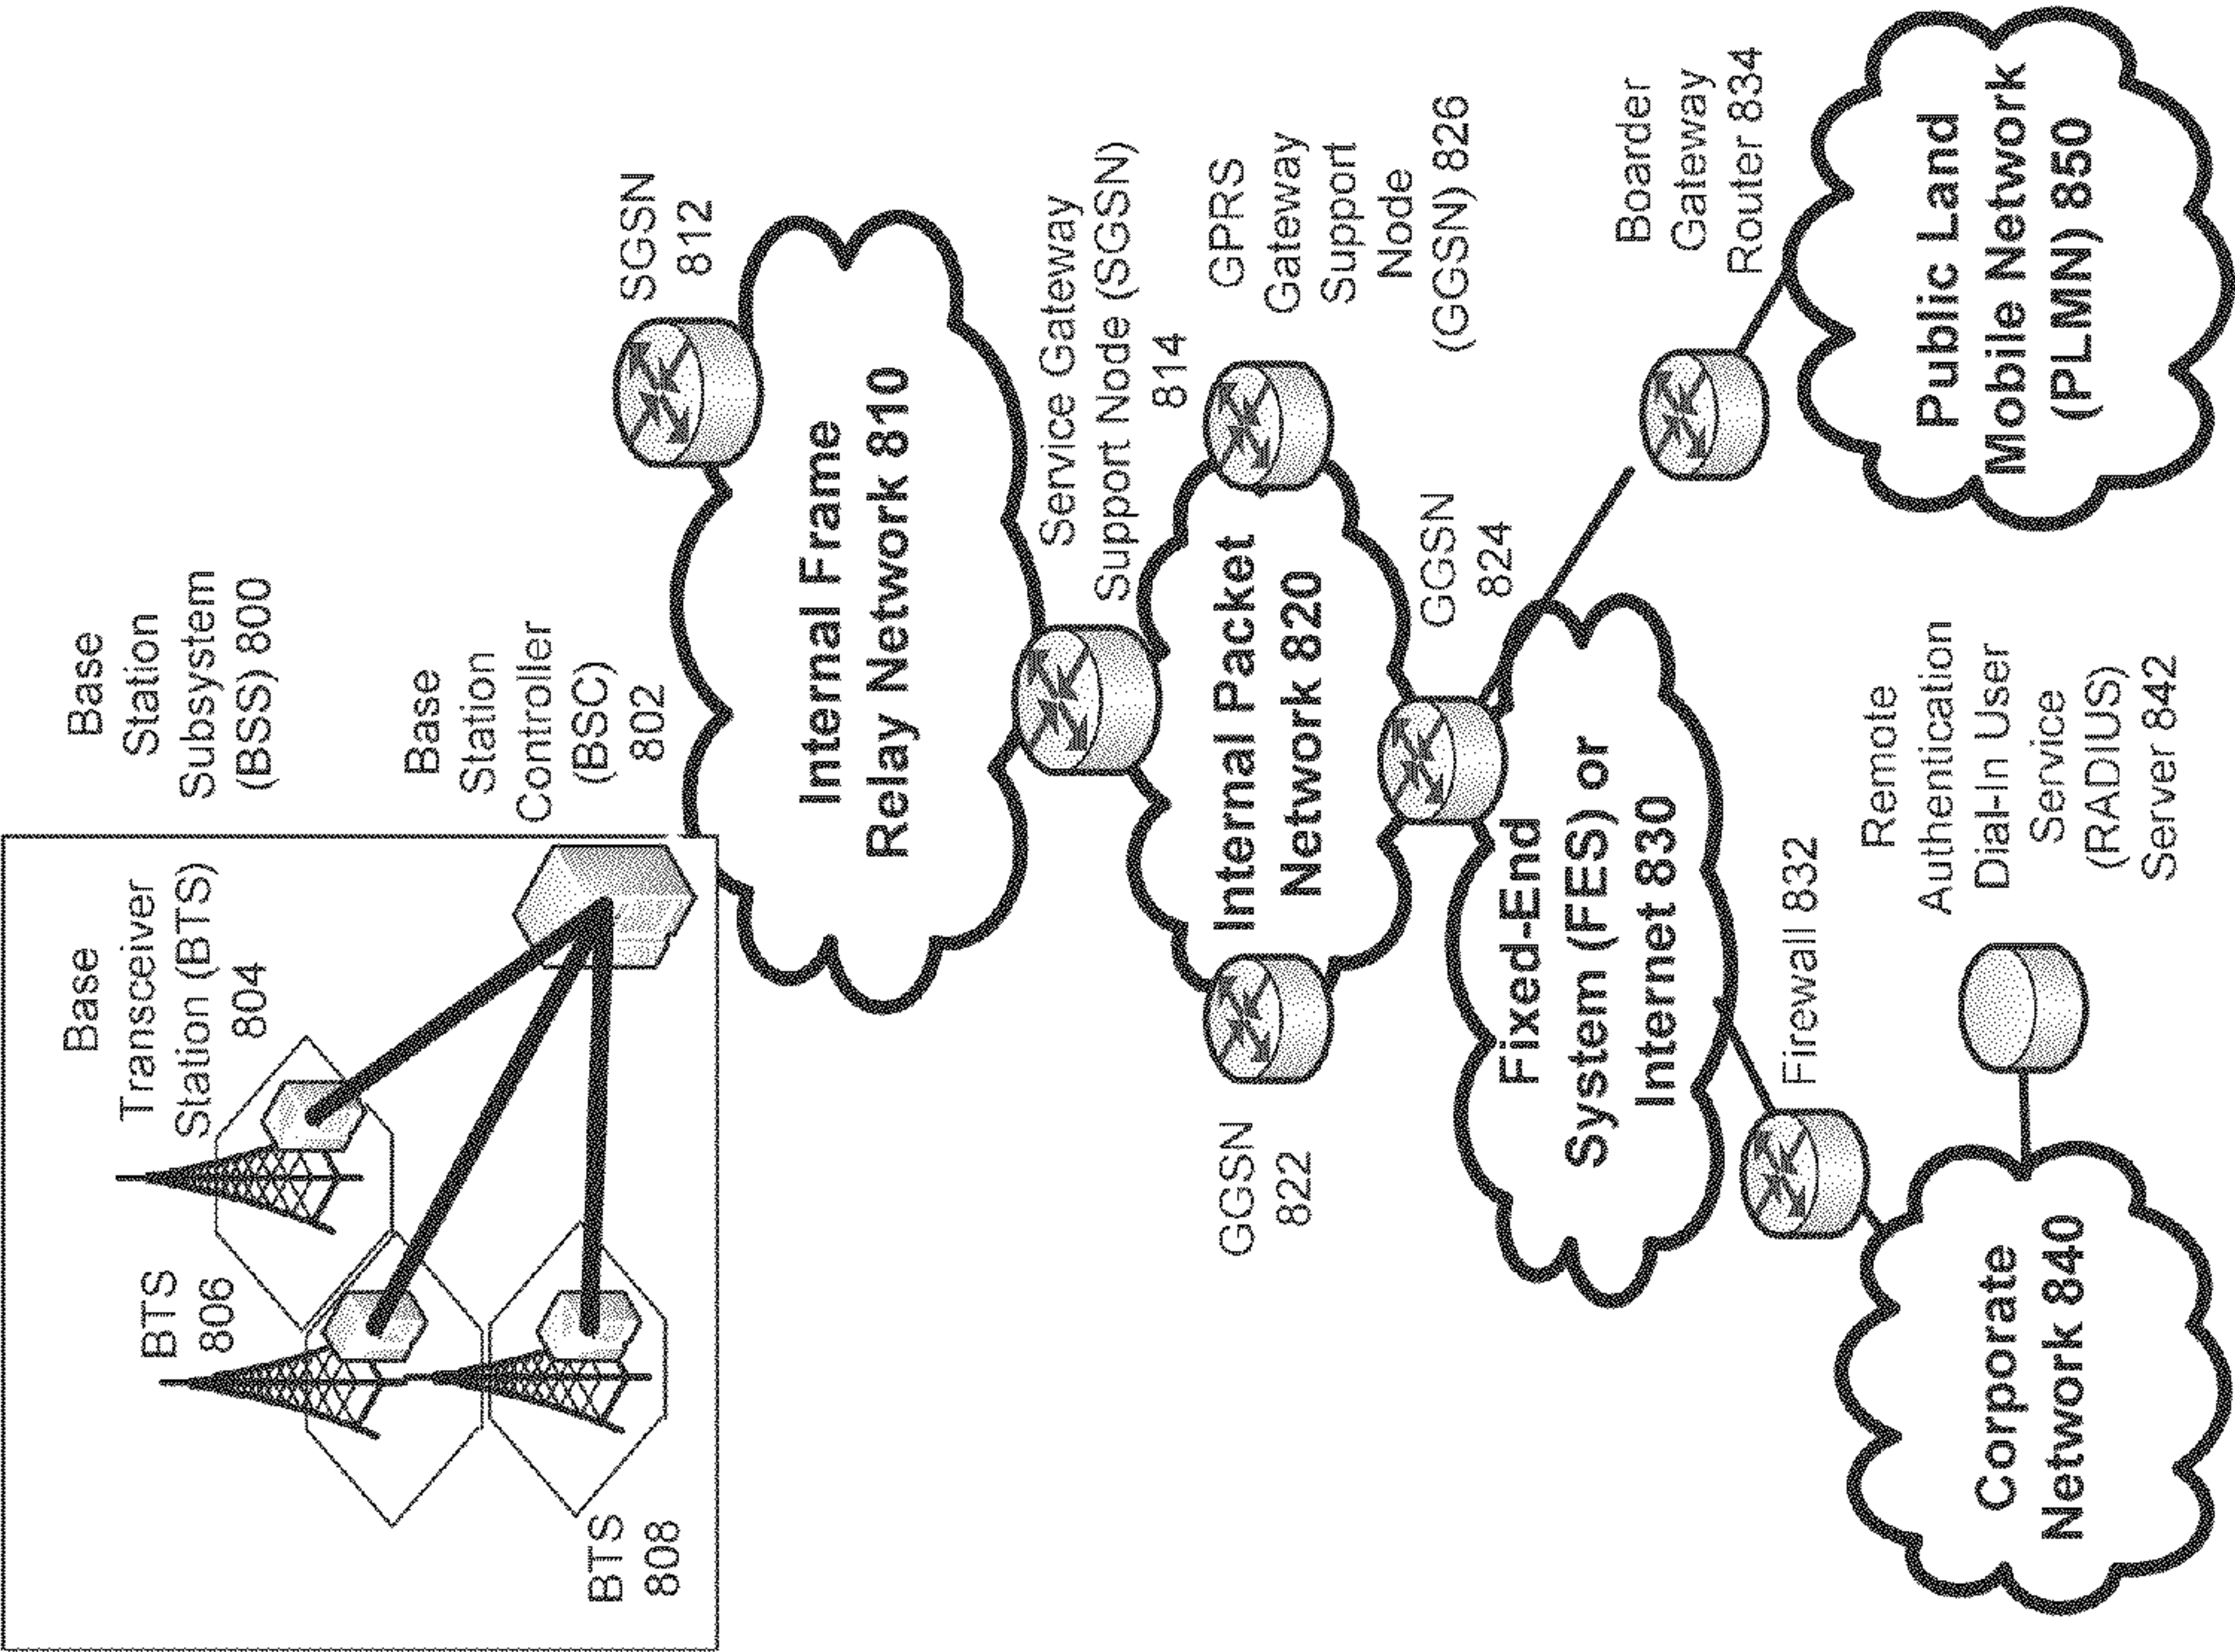 Base
Station
Subsystem
(BSS) 800
Base
Transceiver
Station (BTS)
804
BTS
806
BTS
808
Base
Station
Controller
(BSC)
802
SGSN
812
Internal Frame
Relay Network 810
Service Gateway
Support Node (SGSN)
814
GPRS
Gateway
Support
Node
(GGSN) 826
Internal Packet
Network 820
GGSN
822
GGSN
824
Fixed-End
System (FES) or
Internet 830
Boarder
Gateway
Router 834
Public Land
Mobile Network
(PLMN) 850
Firewall 832
Remote
Authentication
Dial-In User
Service
(RADIUS)
Server 842
Corporate
Network 840